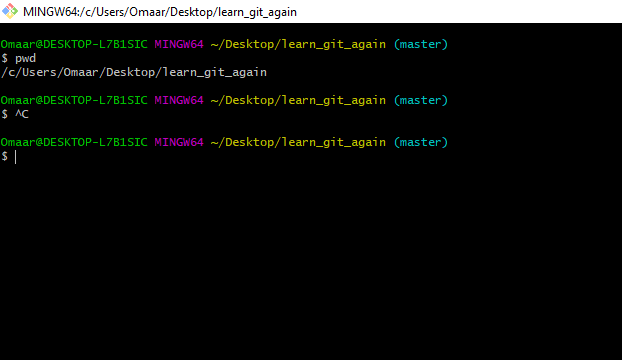 MINGW64:/c/Users/Omaar/Desktop/learn_git_again
Omaar@DESKTOP-L7B1SIC MINGW64 ~/Desktop/learn_git_again (master)
$ pwd
/c/Users/Omaar/Desktop/learn_git_again
Omaar@DESKTOP-L7B1SIC MINGW64 ~/Desktop/learn_git_again (master)
$ ^C
Omaar@DESKTOP-L7B1SIC MINGW64 ~/Desktop/learn_git_again (master)
$